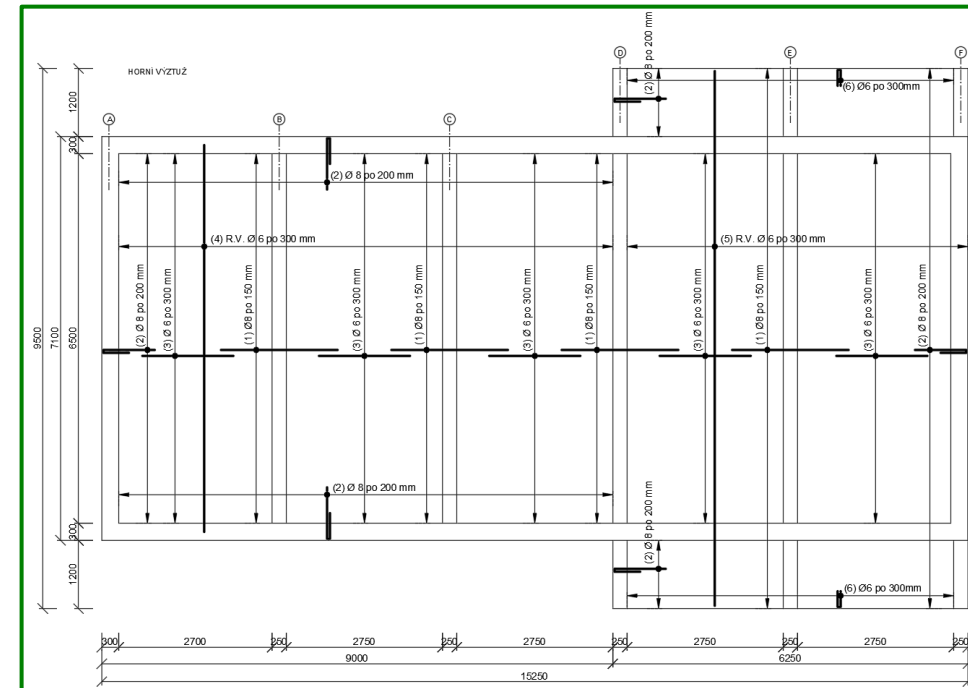 HORNÍ VÝZTUŽ
A
B
C
D
E
F
(2) Ø 8 po 200 mm
(6) Ø6 po 300mm
(2) Ø 8 po 200 mm
(4) R.V. Ø 6 po 300 mm
(5) R.V. Ø 6 po 300 mm
(2) Ø 8 po 200 mm
(3) Ø 6 po 300 mm
(1) Ø8 po 150 mm
(3) Ø 6 po 300 mm
(1) Ø8 po 150 mm
(3) Ø 6 po 300 mm
(1) Ø8 po 150 mm
(3) Ø 6 po 300 mm
(1) Ø 8 po 150 mm
(3) Ø 6 po 300 mm
(2) Ø 8 po 200 mm
(2) Ø 8 po 200 mm
(2) Ø 8 po 200 mm
(6) Ø6 po 300mm
9500
7100
1200
300
6500
300
1200
300
2700
250
2750
250
2750
250
2750
250
2750
250
9000
6250
15250